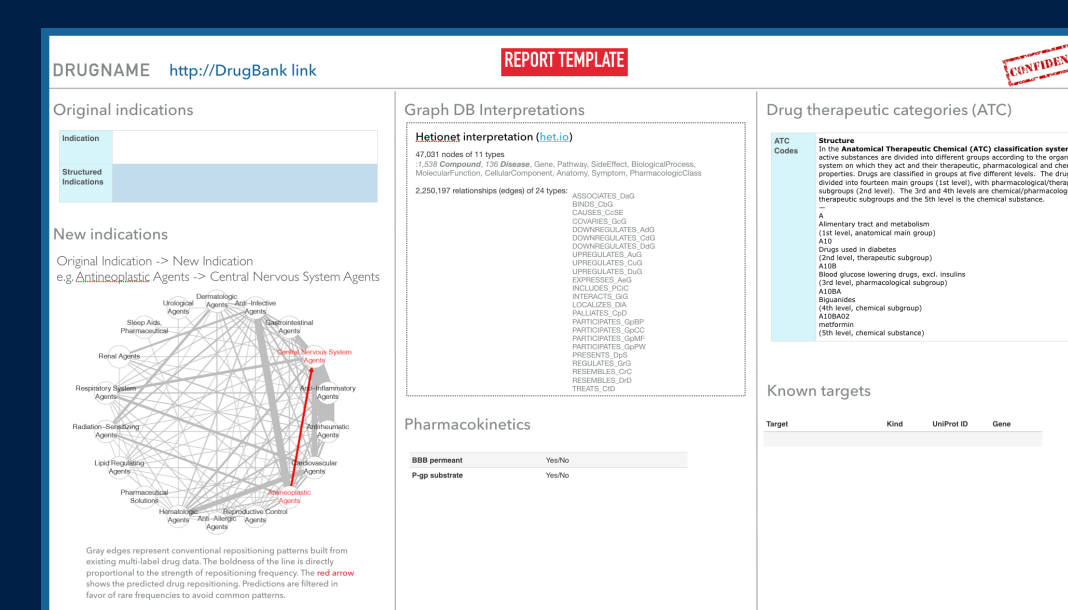 DRUGNAME http://DrugBank link
REPORT TEMPLATE
Original indications
Indication
Structured
Indications
New indications
Original Indication -> New Indication
e.g. Antineoplastic Agents -> Central Nervous System Agents
Dermatologic
Agents
Urological
Agents
Anti-Infective
Agents
Sleep Aids,
Pharmaceutical
Gastrointestinal
Agents
Renal Agents
Central Nervous System
Agents
Respiratory System
Agents
Anti-Inflammatory
Agents
Radiation-Sensitizing
Agents
Antirheumatic
Agents
Lipid Regulating
Agents
Cardiovascular
Agents
Pharmaceutical
Solutions
Antineoplastic
Agents
Hematologic
Agents
Anti-Allergic
Agents
Reproductive Control
Agents
Gray edges represent conventional repositioning patterns built from
existing multi-label drug data. The boldness of the line is directly
proportional to the strength of repositioning frequency. The red arrow
shows the predicted drug repositioning. Predictions are filtered in
favor of rare frequencies to avoid common patterns.
Graph DB Interpretations
Hetionet interpretation (het.io)
47,031 nodes of 11 types
:1,538 Compound, 136 Disease, Gene, Pathway, SideEffect, BiologicalProcess,
MolecularFunction, CellularComponent, Anatomy, Symptom, PharmacologicClass
2,250,197 relationships (edges) of 24 types:
ASSOCIATES_DaG
BINDS_CbG
CAUSES_CcSE
COVARIES_GcG
DOWNREGULATES_AdG
DOWNREGULATES_CdG
DOWNREGULATES_DdG
UPREGULATES_AuG
UPREGULATES_CuG
UPREGULATES_DuG
EXPRESSES_AeG
INCLUDES_PCiC
INTERACTS_GiG
LOCALIZES_DlA
PALLIATES_CpD
PARTICIPATES_GpBP
PARTICIPATES_GpCC
PARTICIPATES_GpMF
PARTICIPATES_GpPW
PRESENTS_DpS
REGULATES_GrG
RESEMBLES_CrC
RESEMBLES_DrD
TREATS_CtD
Pharmacokinetics
BBB permeant Yes/No
P-gp substrate Yes/No
CONFIDEN
Drug therapeutic categories (ATC)
ATC
Codes
Structure
In the Anatomical Therapeutic Chemical (ATC) classification system
active substances are divided into different groups according to the organ
system on which they act and their therapeutic, pharmacological and che
properties. Drugs are classified in groups at five different levels. The drug
divided into fourteen main groups (1st level), with pharmacological/therap
subgroups (2nd level). The 3rd and 4th levels are chemical/pharmacolog
therapeutic subgroups and the 5th level is the chemical substance.
—
A
Alimentary tract and metabolism
(1st level, anatomical main group)
A10
Drugs used in diabetes
(2nd level, therapeutic subgroup)
A10B
Blood glucose lowering drugs, excl. insulins
(3rd level, pharmacological subgroup)
A10BA
Biguanides
(4th level, chemical subgroup)
A10BA02
metformin
(5th level, chemical substance)
Known targets
Target Kind UniProt ID Gene